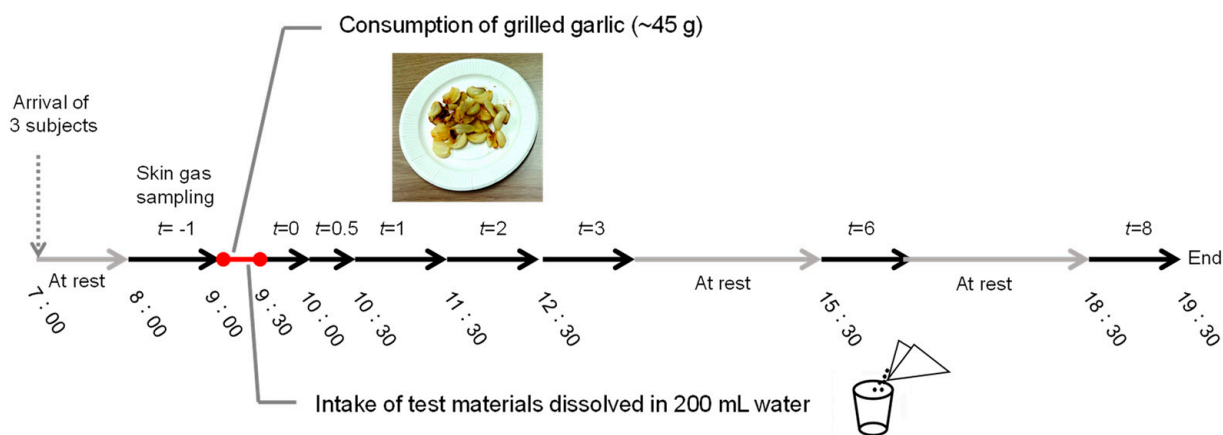 Consumption of grilled garlic (~45 g)
Arrival of
3 subjects
Skin gas
sampling
t= -1
t=0
t=0.5
t=1
t=2
t=3
t=6
t=8
At rest
At rest
At rest
End
7 : 00
8 : 00
9 : 00
9 : 30
10 : 00
10 : 30
11 : 30
12 : 30
15 : 30
18 : 30
19 : 30
Intake of test materials dissolved in 200 mL water